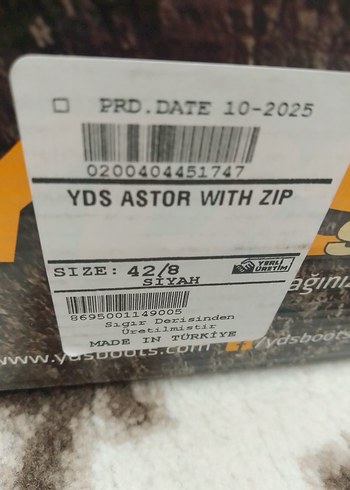 PRD.DATE 10-2025
0200404451747
YDS ASTOR WITH ZIP
SIZE: 42/8
SİYAH
YERLİ
ÜRETİM
8695001149005
Sığır Derisinden
Üretilmiştir
MADE IN TÜRKİYE
www.ydsboots.com